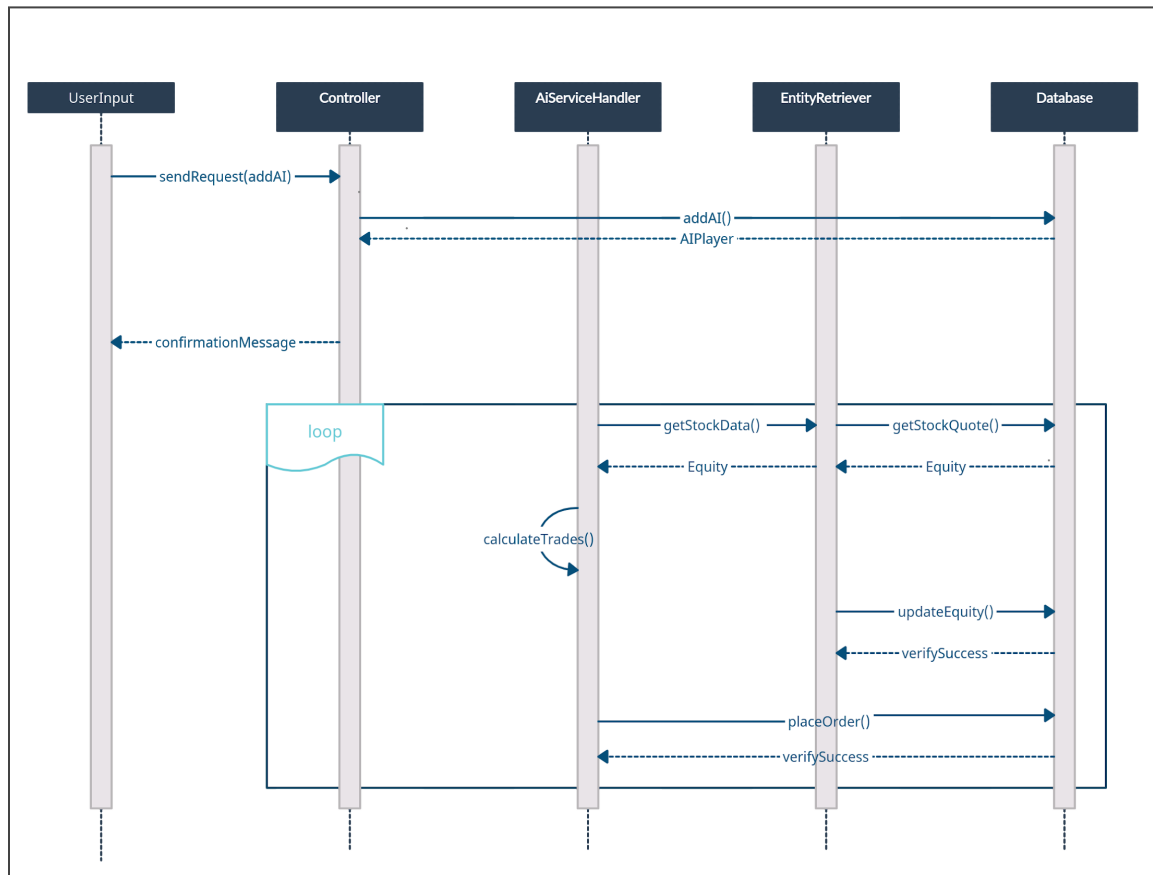 UserInput
Controller
AiServiceHandler
EntityRetriever
Database
sendRequest(addAI)
addAI()
AIPlayer
confirmationMessage
loop
getStockData()
getStockQuote()
Equity
Equity
calculateTrades()
updateEquity()
verifySuccess
placeOrder()
verifySuccess